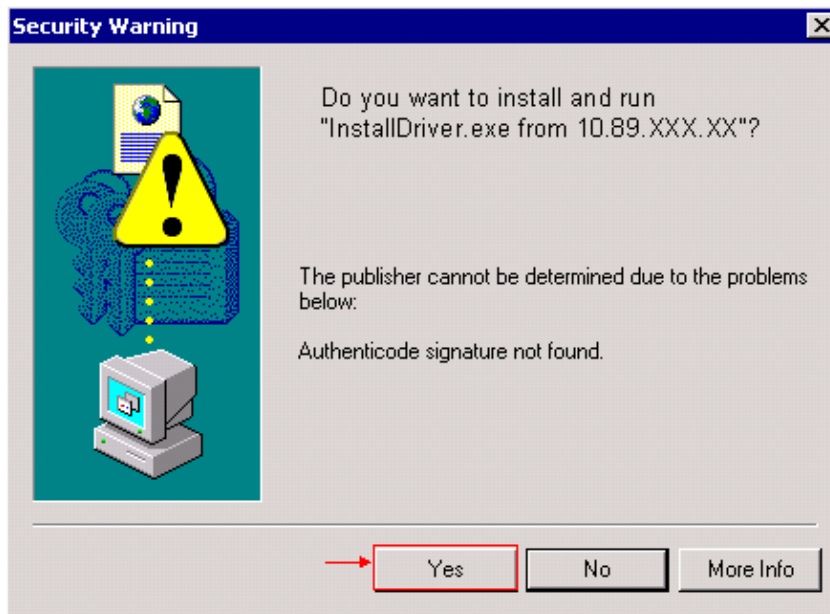 Security Warning
Do you want to install and run
"InstallDriver.exe from 10.89.XXX.XX"?
The publisher cannot be determined due to the problems
below:
Authenticode signature not found.
Yes
No
More Info